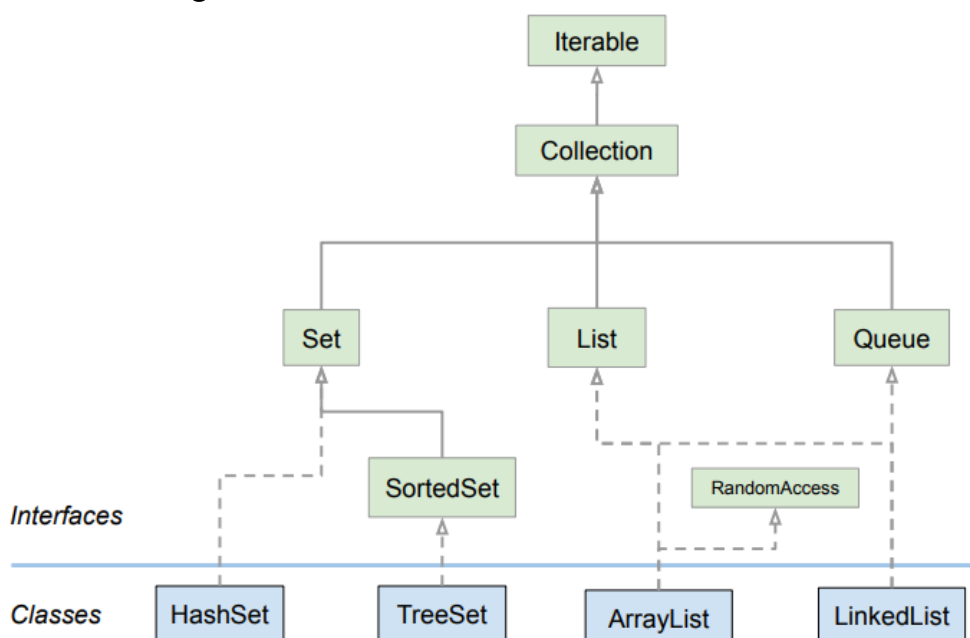 Iterable
Collection
Set
List
Queue
SortedSet
RandomAccess
Interfaces
Classes
HashSet
TreeSet
ArrayList
LinkedList